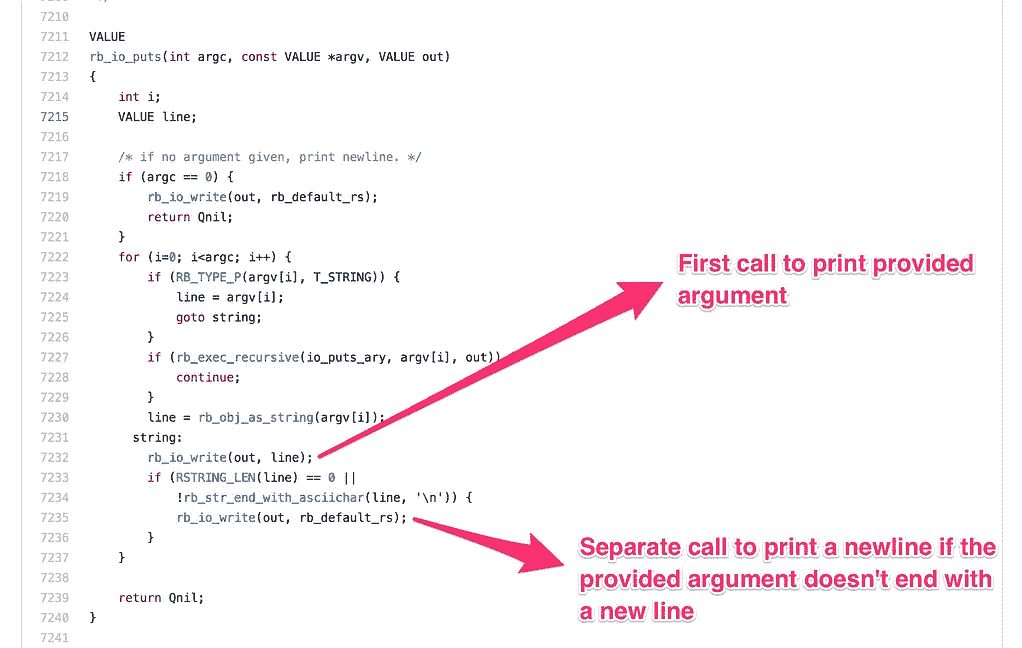 7210
7211 VALUE
7212 rb_io_puts(int argc, const VALUE *argv, VALUE out)
7213 {
7214     int i;
7215     VALUE line;
7216
7217     /* if no argument given, print newline. */
7218     if (argc == 0) {
7219         rb_io_write(out, rb_default_rs);
7220         return Qnil;
7221     }
7222     for (i=0; i<argc; i++) {
7223         if (RB_TYPE_P(argv[i], T_STRING)) {
7224             line = argv[i];
7225             goto string;
7226         }
7227         if (rb_exec_recursive(io_puts_ary, argv[i], out))
7228             continue;
7229         }
7230         line = rb_obj_as_string(argv[i]);
7231       string:
7232         rb_io_write(out, line);
7233         if (RSTRING_LEN(line) == 0 ||
7234             !rb_str_end_with_asciichar(line, '\n')) {
7235             rb_io_write(out, rb_default_rs);
7236         }
7237     }
7238
7239     return Qnil;
7240 }
7241
First call to print provided
argument
Separate call to print a newline if the
provided argument doesn't end with
a new line